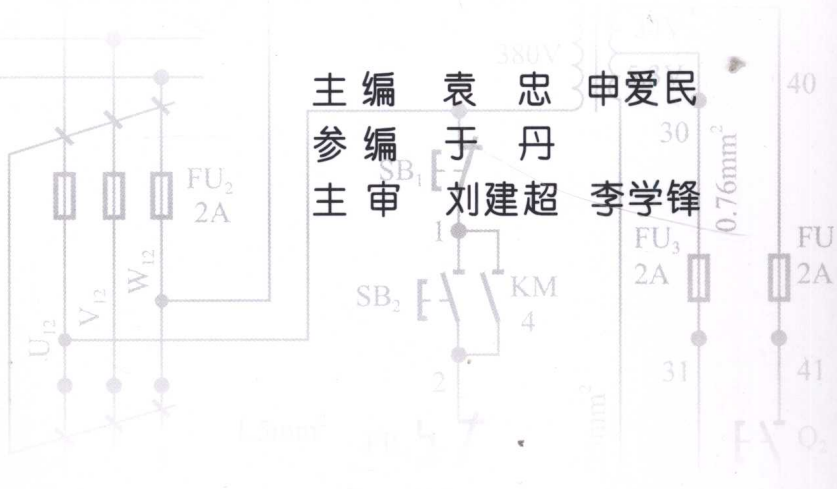 主编 袁 忠 申爱民
参编 于 丹
主审 刘建超 李学锋
380V
40
30
0.76mm²
SB₁
FU₂
2A
1
FU₃
2A
FU
2A
W₁₂
V₁₂
U₁₂
SB₂
KM
4
2
31
41